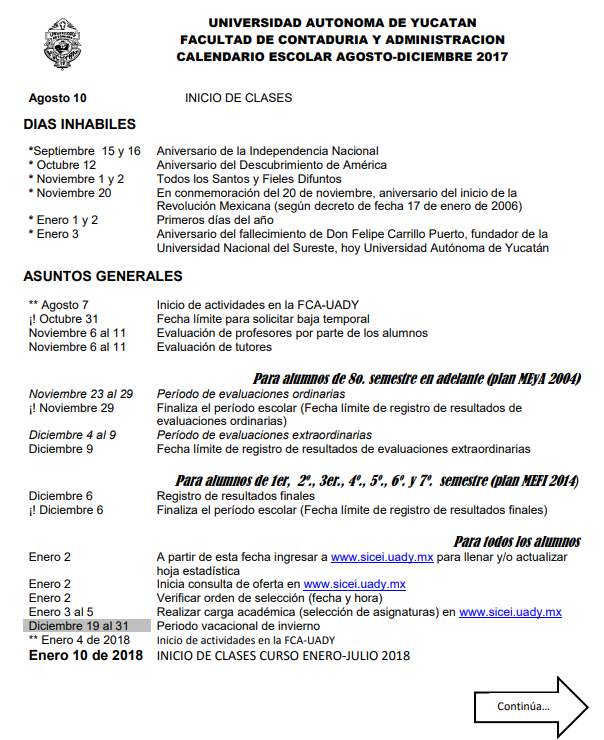 UNIVERSIDAD AUTONOMA DE YUCATAN
FACULTAD DE CONTADURIA Y ADMINISTRACION
CALENDARIO ESCOLAR AGOSTO-DICIEMBRE 2017
Agosto 10 INICIO DE CLASES
DIAS INHABILES
*Septiembre 15 y 16 Aniversario de la Independencia Nacional
* Octubre 12 Aniversario del Descubrimiento de América
* Noviembre 1 y 2 Todos los Santos y Fieles Difuntos
* Noviembre 20 En conmemoración del 20 de noviembre, aniversario del inicio de la
Revolución Mexicana (según decreto de fecha 17 de enero de 2006)
* Enero 1 y 2 Primeros días del año
* Enero 3 Aniversario del fallecimiento de Don Felipe Carrillo Puerto, fundador de la
Universidad Nacional del Sureste, hoy Universidad Autónoma de Yucatán
ASUNTOS GENERALES
** Agosto 7 Inicio de actividades en la FCA-UADY
¡! Octubre 31 Fecha límite para solicitar baja temporal
Noviembre 6 al 11 Evaluación de profesores por parte de los alumnos
Noviembre 6 al 11 Evaluación de tutores
Para alumnos de 8o. semestre en adelante (plan MEyA 2004)
Noviembre 23 al 29 Período de evaluaciones ordinarias
¡! Noviembre 29 Finaliza el período escolar (Fecha límite de registro de resultados de
evaluaciones ordinarias)
Diciembre 4 al 9 Período de evaluaciones extraordinarias
Diciembre 9 Fecha límite de registro de resultados de evaluaciones extraordinarias
Para alumnos de 1er, 2º., 3er., 4º., 5º., 6º. y 7º. semestre (plan MEFI 2014)
Diciembre 6 Registro de resultados finales
¡! Diciembre 6 Finaliza el período escolar (Fecha límite de registro de resultados finales)
Para todos los alumnos
Enero 2 A partir de esta fecha ingresar a www.sicei.uady.mx para llenar y/o actualizar
hoja estadística
Enero 2 Inicia consulta de oferta en www.sicei.uady.mx
Enero 2 Verificar orden de selección (fecha y hora)
Enero 3 al 5 Realizar carga académica (selección de asignaturas) en www.sicei.uady.mx
Diciembre 19 al 31 Periodo vacacional de invierno
** Enero 4 de 2018 Inicio de actividades en la FCA-UADY
Enero 10 de 2018 INICIO DE CLASES CURSO ENERO-JULIO 2018
Continúa...